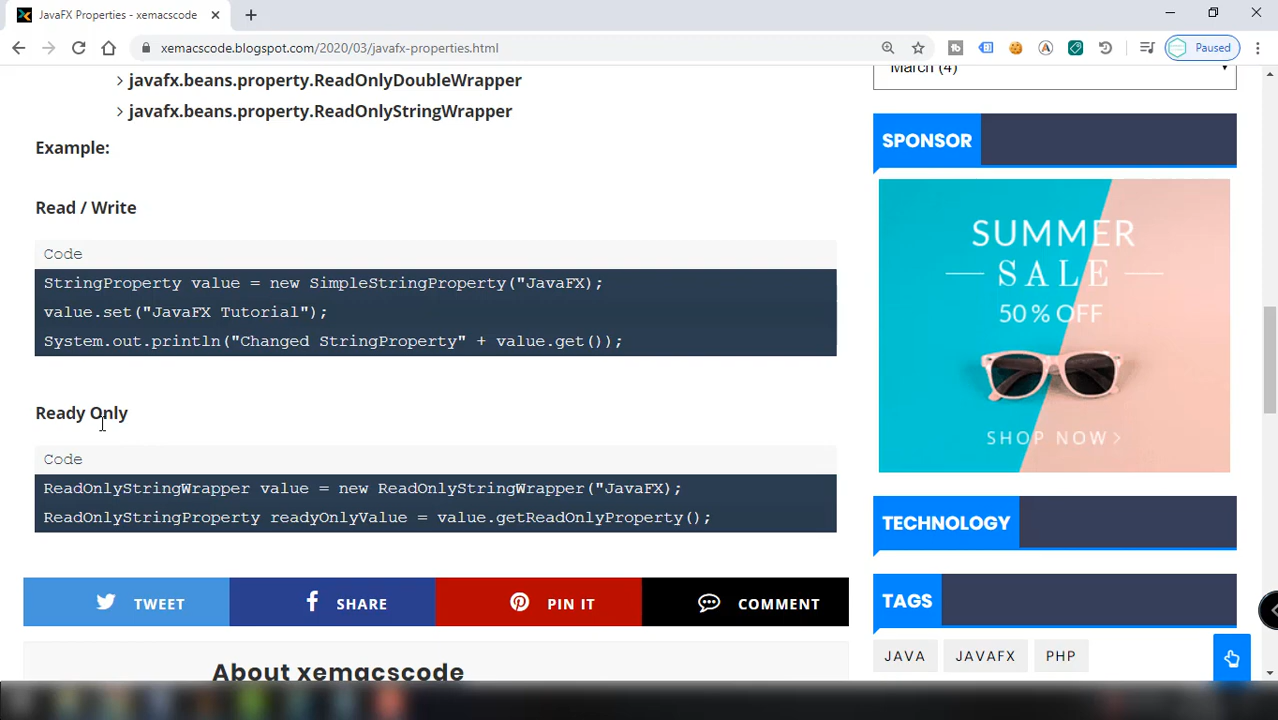 JavaFX Properties - xemacscode
xemacscode.blogspot.com/2020/03/javafx-properties.html
Paused
javafx.beans.property.ReadOnlyDoubleWrapper
javafx.beans.property.ReadOnlyStringWrapper
Example:
Read / Write
Code
StringProperty value = new SimpleStringProperty("JavaFX);
value.set("JavaFX Tutorial");
System.out.println("Changed StringProperty" + value.get());
Ready Only
Code
ReadOnlyStringWrapper value = new ReadOnlyStringWrapper("JavaFX);
ReadOnlyStringProperty readyOnlyValue = value.getReadOnlyProperty();
TWEET
SHARE
PIN IT
COMMENT
About xemacscode
March (4)
SPONSOR
SUMMER
SALE
50% OFF
SHOP NOW >
TECHNOLOGY
TAGS
JAVA
JAVAFX
PHP